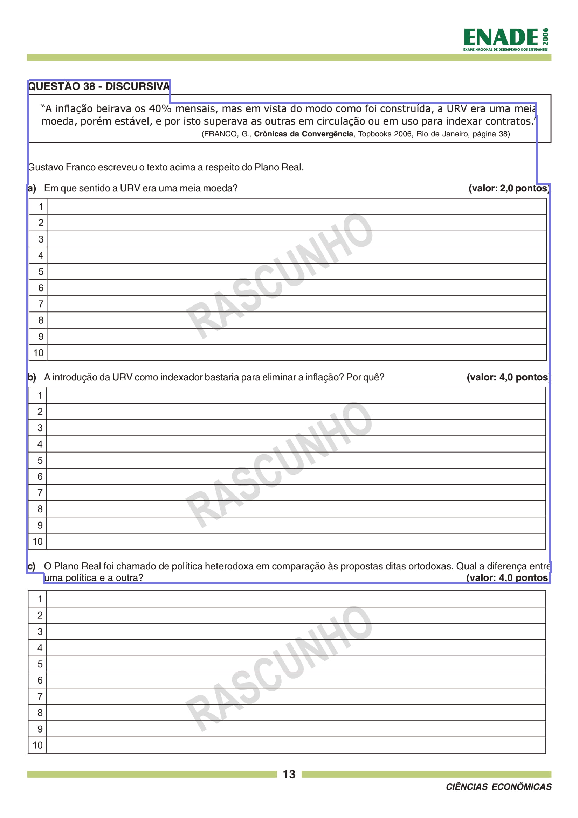 ENADE 2006
EXAME NACIONAL DE DESEMPENHO DOS ESTUDANTES
QUESTÃO 38 - DISCURSIVA
“A inflação beirava os 40% mensais, mas em vista do modo como foi construída, a URV era uma meia
moeda, porém estável, e por isto superava as outras em circulação ou em uso para indexar contratos.”
(FRANCO, G., Crônicas da Convergência, Topbooks 2006, Rio de Janeiro, página 38)
Gustavo Franco escreveu o texto acima a respeito do Plano Real.
a) Em que sentido a URV era uma meia moeda? (valor: 2,0 pontos)
1
2
3
4
5
6
7
8
9
10
RASCUNHO
b) A introdução da URV como indexador bastaria para eliminar a inflação? Por quê? (valor: 4,0 pontos
1
2
3
4
5
6
7
8
9
10
RASCUNHO
c) O Plano Real foi chamado de política heterodoxa em comparação às propostas ditas ortodoxas. Qual a diferença entre
uma política e a outra? (valor: 4,0 pontos
1
2
3
4
5
6
7
8
9
10
RASCUNHO
13
CIÊNCIAS ECONÔMICAS